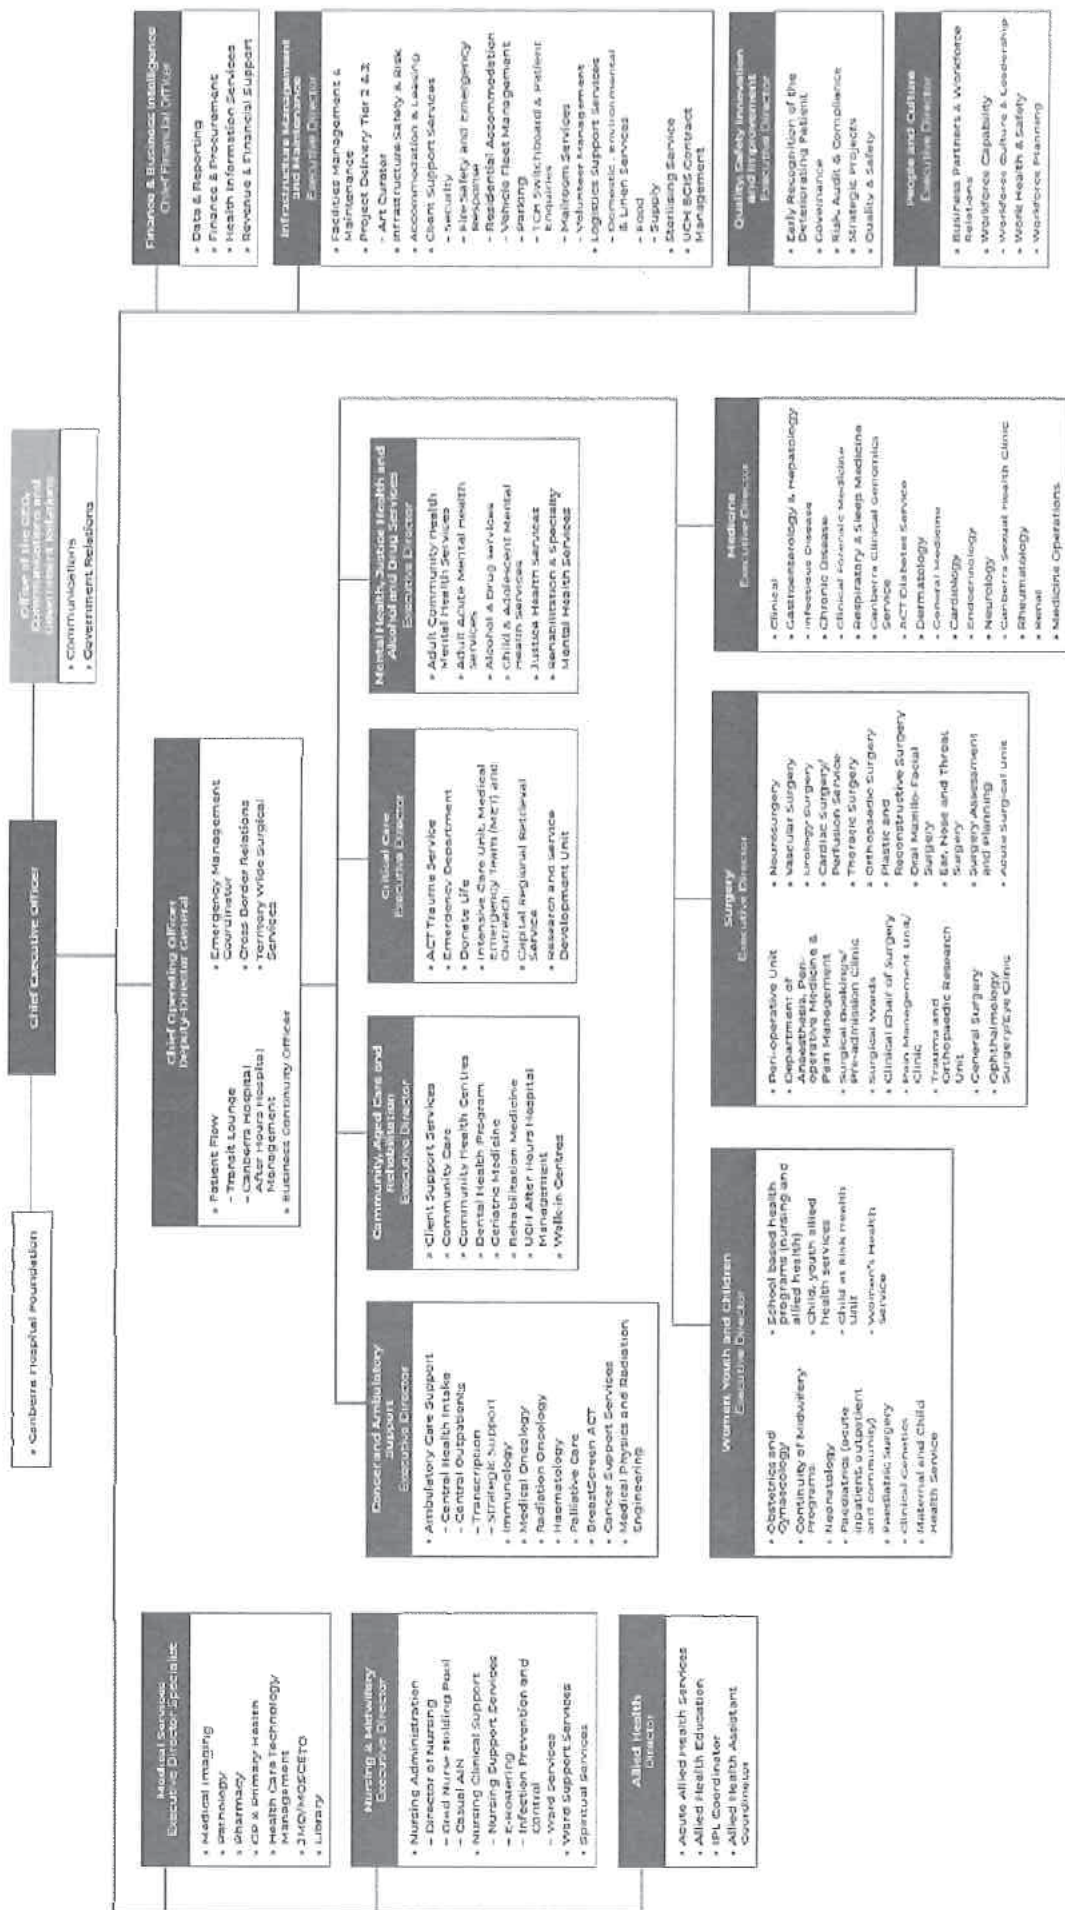 • Canberra Hospital Foundation
Chief Executive Officer
Office of the CEO,
Communications and
Government Relations
• Communications
• Government Relations
Chief Operating Officer
Deputy-Director General
• Patient Flow
– Transit Lounge
– Canberra Hospital
After Hours Hospital
Management
• Business Continuity Officer
• Emergency Management
Coordinator
• Cross Border Relations
• Territory Wide Surgical
Services
Medical Services
Executive Director Specialist
• Medical Imaging
• Pathology
• Pharmacy
• GP & Primary Health
• Health Care Technology
Management
• JMO/MOSCETO
• Library
Nursing & Midwifery
Executive Director
• Nursing Administration
– Director of Nursing
– Grad Nurse Holding Pool
– Casual AIN
• Nursing Clinical Support
– Nursing Support Services
– E-Rostering
– Infection Prevention and
Control
– Ward Services
• Ward Support Services
• Spiritual Services
Allied Health
Director
• Acute Allied Health Services
• Allied Health Education
• IPL Coordinator
• Allied Health Assistant
Coordinator
Cancer and Ambulatory
Support
Executive Director
• Ambulatory Care Support
– Central Health Intake
– Central Outpatients
– Transcription
– Strategic Support
• Immunology
• Medical Oncology
• Radiation Oncology
• Haematology
• Palliative Care
• BreastScreen ACT
• Cancer Support Services
• Medical Physics and Radiation
Engineering
Community, Aged Care and
Rehabilitation
Executive Director
• Client Support Services
• Community Care
• Community Health Centres
• Dental Health Program
• Geriatric Medicine
• Rehabilitation Medicine
• UCH After Hours Hospital
Management
• Walk-in Centres
Critical Care
Executive Director
• ACT Trauma Service
• Emergency Department
• Donate Life
• Intensive Care Unit, Medical
Emergency Team (MET) and
Outreach
• Capital Regional Retrieval
Service
• Research and Service
Development Unit
Mental Health, Justice Health and
Alcohol and Drug Services
Executive Director
• Adult Community Health
Mental Health Services
• Adult Acute Mental Health
Services
• Alcohol & Drug Services
• Child & Adolescent Mental
Health Services
• Justice Health Services
• Rehabilitation & Specialty
Mental Health Services
Women Youth and Children
Executive Director
• Obstetrics and
Gynaecology
• Continuity of Midwifery
Programs
• Neonatology
• Paediatrics (acute
inpatient, outpatient
and community)
• Paediatric Surgery
• Clinical Genetics
• Maternal and Child
Health Service
• School based health
programs (nursing and
allied health)
• Child, youth allied
health services
• Child at Risk Health
Unit
• Women's Health
Service
Surgery
Executive Director
• Peri-operative Unit
• Department of
Anaesthesia, Peri-
operative Medicine &
Pain Management
• Surgical Bookings/
Pre-admission Clinic
• Surgical Wards
• Clinical Chair of Surgery
• Pain Management Unit/
Clinic
• Trauma and
Orthopaedic Research
Unit
• General Surgery
• Ophthalmology
Surgery/Eye Clinic
• Neurosurgery
• Vascular Surgery
• Urology Surgery
• Cardiac Surgery/
Perfusion Service
• Thoracic Surgery
• Orthopaedic Surgery
• Plastic and
Reconstructive Surgery
• Oral Maxillo-Facial
Surgery
• Ear, Nose and Throat
Surgery
• Surgery Assessment
and Planning
• Acute Surgical Unit
Medicine
Executive Director
• Clinical
• Gastroenterology & Hepatology
• Infectious Disease
• Chronic Disease
• Clinical Forensic Medicine
• Respiratory & Sleep Medicine
• Canberra Clinical Genomics
Service
• ACT Diabetes Service
• Dermatology
• General Medicine
• Cardiology
• Endocrinology
• Neurology
• Canberra Sexual Health Clinic
• Rheumatology
• Renal
• Medicine Operations
Finance & Business Intelligence
Chief Financial Officer
• Data & Reporting
• Finance & Procurement
• Health Information Services
• Revenue & Financial Support
Infrastructure Management
and Maintenance
Executive Director
• Facilities Management &
Maintenance
• Project Delivery Tier 2 & 3
– Art Curator
• Infrastructure Safety & Risk
• Accommodation & Leasing
• Client Support Services
– Security
– Fire Safety and Emergency
Response
– Residential Accommodation
– Vehicle Fleet Management
– Parking
– TCH Switchboard & Patient
Enquiries
– Mailroom Services
– Volunteer Management
• Logistics Support Services
– Domestic, Environmental
& Linen Services
– Food
– Supply
• Sterilising Service
• UCH BGIS Contract
Management
Quality, Safety, Innovation
and Improvement
Executive Director
• Early Recognition of the
Deteriorating Patient
• Governance
• Risk, Audit & Compliance
• Strategic Projects
• Quality & Safety
People and Culture
Executive Director
• Business Partners & Workforce
Relations
• Workforce Capability
• Workforce Culture & Leadership
• Work Health & Safety
• Workforce Planning